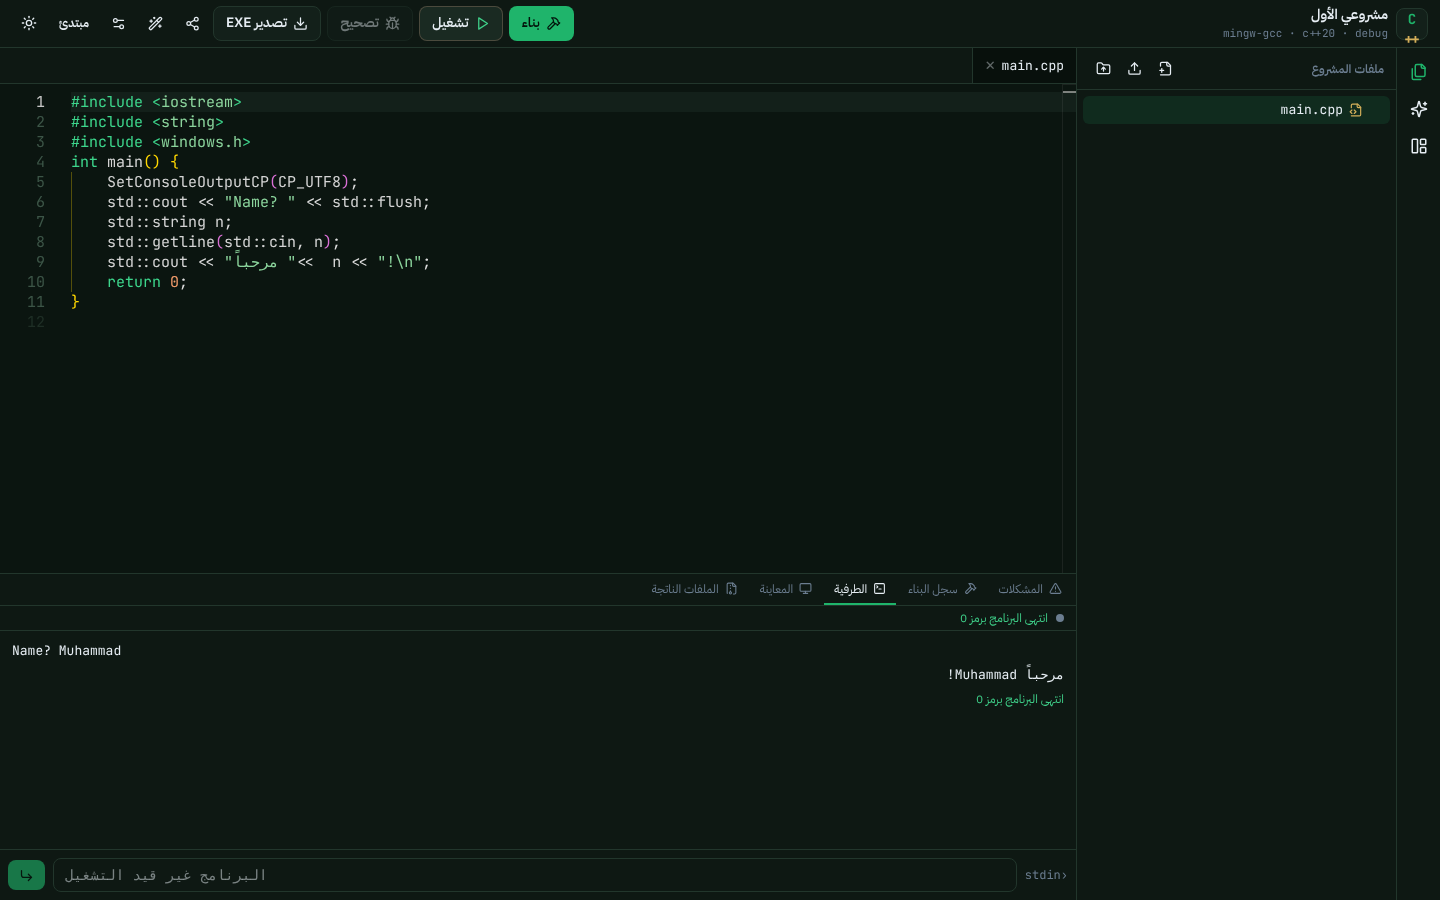 مشروعي الأول
mingw-gcc · c++20 · debug
C
++
بناء
تشغيل
تصحيح
تصدير EXE
مبتدئ
ملفات المشروع
main.cpp
main.cpp ×
1 #include <iostream>
2 #include <string>
3 #include <windows.h>
4 int main() {
5 SetConsoleOutputCP(CP_UTF8);
6 std::cout << "Name? " << std::flush;
7 std::string n;
8 std::getline(std::cin, n);
9 std::cout << "مرحباً " << n << "!\n";
10 return 0;
11 }
12
المشكلات
سجل البناء
الطرفية
المعاينة
الملفات الناتجة
انتهى البرنامج برمز 0
Name? Muhammad
مرحباً Muhammad!
انتهى البرنامج برمز 0
stdin›
البرنامج غير قيد التشغيل